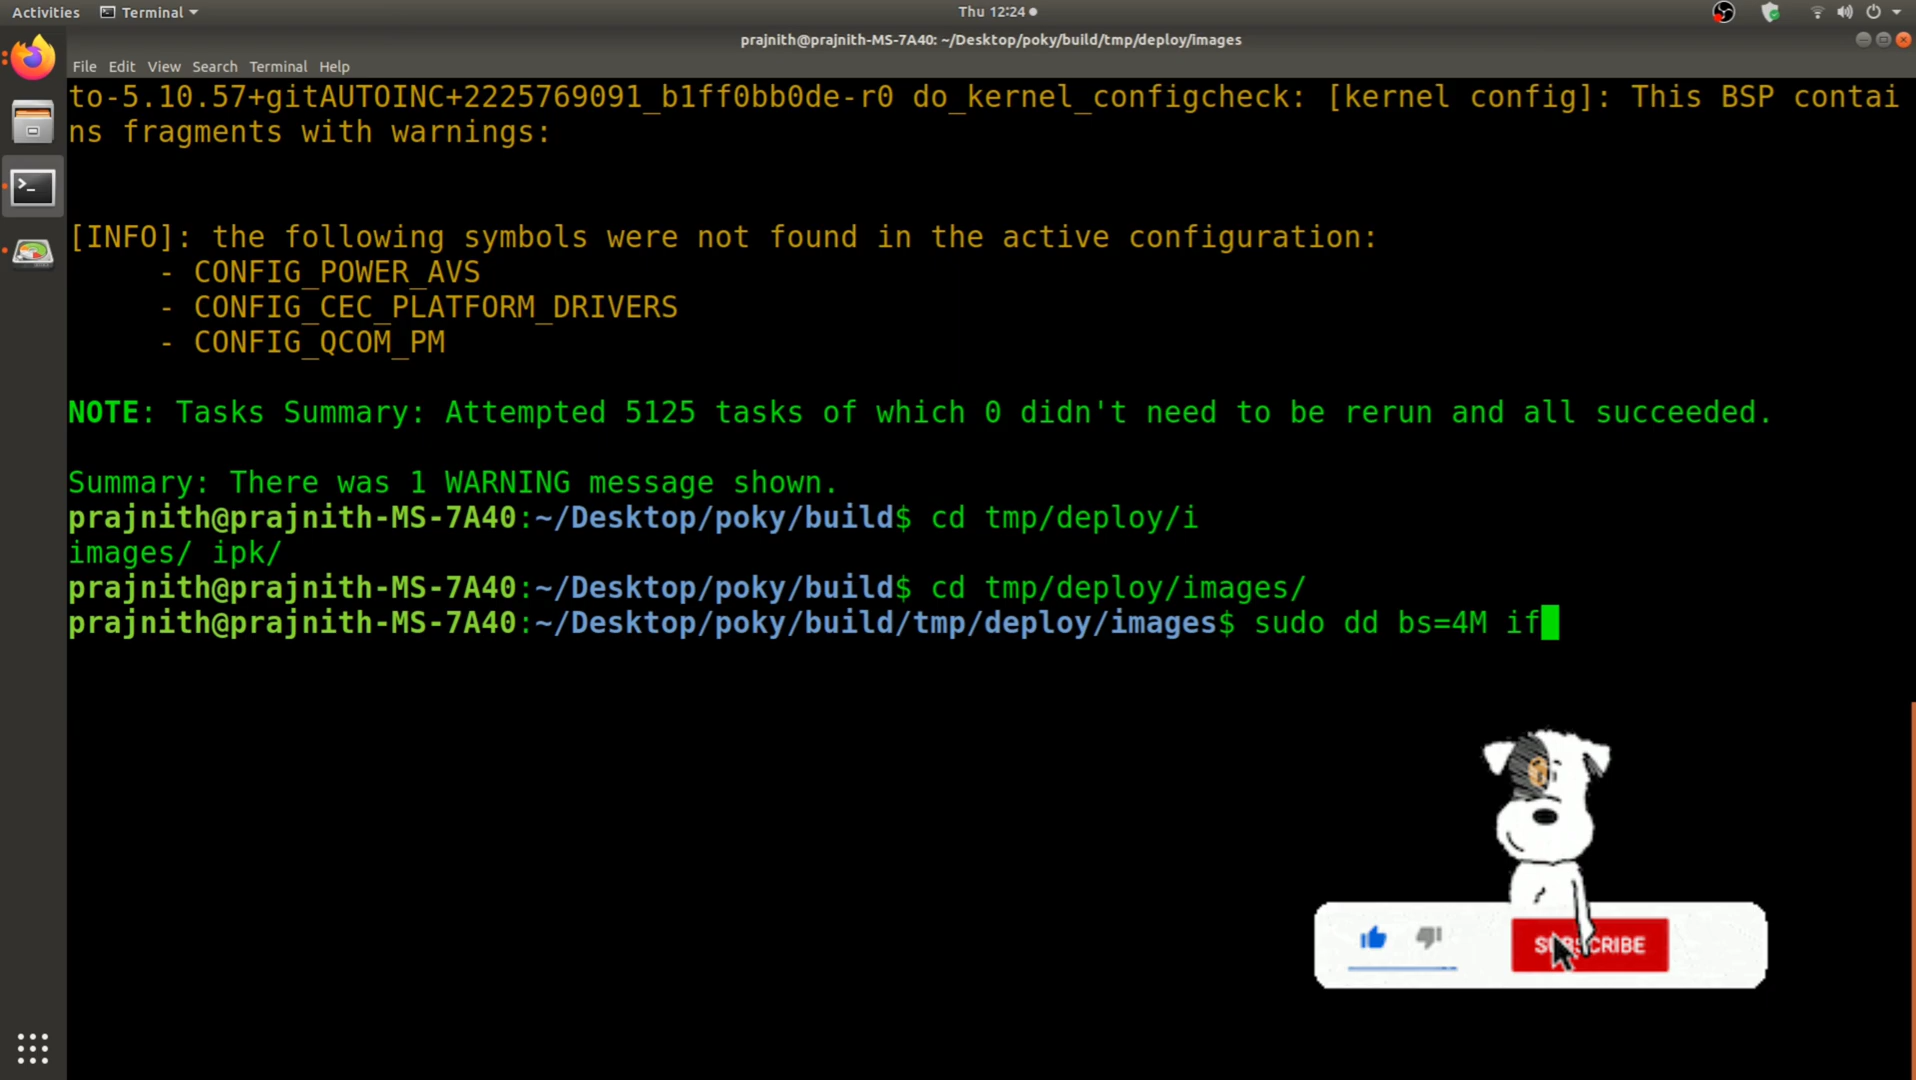 Activities Terminal Thu 12:24
prajnith@prajnith-MS-7A40: ~/Desktop/poky/build/tmp/deploy/images
File Edit View Search Terminal Help
to-5.10.57+gitAUTOINC+2225769091_b1ff0bb0de-r0 do_kernel_configcheck: [kernel config]: This BSP contai
ns fragments with warnings:
[INFO]: the following symbols were not found in the active configuration:
- CONFIG_POWER_AVS
- CONFIG_CEC_PLATFORM_DRIVERS
- CONFIG_QCOM_PM
NOTE: Tasks Summary: Attempted 5125 tasks of which 0 didn't need to be rerun and all succeeded.
Summary: There was 1 WARNING message shown.
prajnith@prajnith-MS-7A40:~/Desktop/poky/build$ cd tmp/deploy/i
images/ ipk/
prajnith@prajnith-MS-7A40:~/Desktop/poky/build$ cd tmp/deploy/images/
prajnith@prajnith-MS-7A40:~/Desktop/poky/build/tmp/deploy/images$ sudo dd bs=4M if
SUBSCRIBE